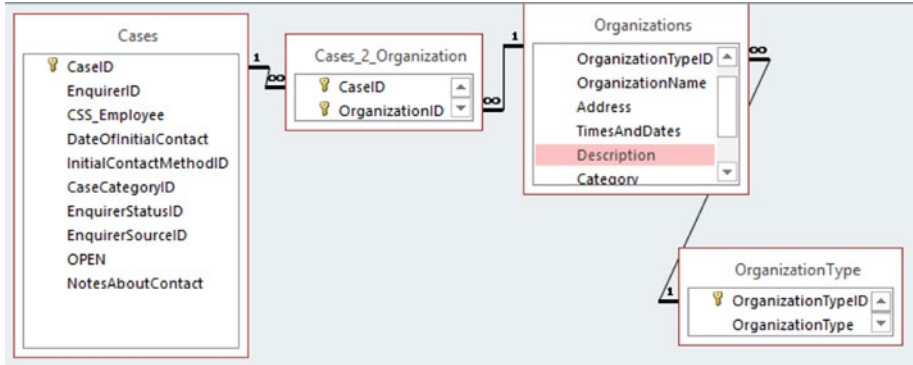 Cases
CaseID
EnquirerID
CSS_Employee
DateOfInitialContact
InitialContactMethodID
CaseCategoryID
EnquirerStatusID
EnquirerSourceID
OPEN
NotesAboutContact
1
∞
Cases_2_Organization
CaseID
OrganizationID
1
∞
Organizations
OrganizationTypeID
OrganizationName
Address
TimesAndDates
Description
Category
∞
1
OrganizationType
OrganizationTypeID
OrganizationType